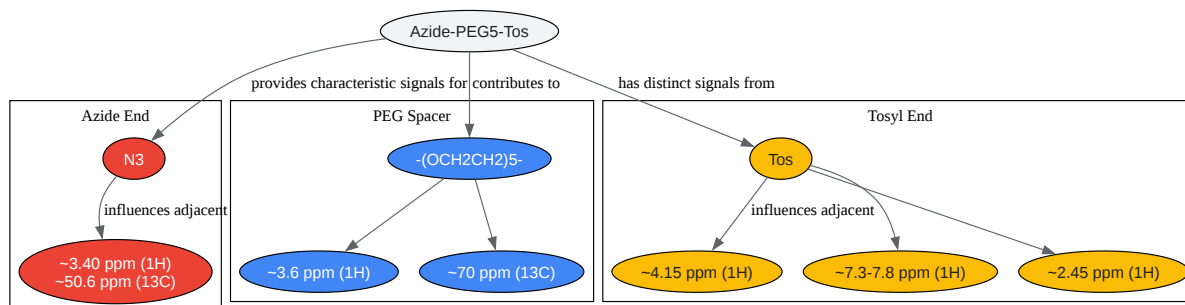 Azide-PEG5-Tos
provides characteristic signals for
contributes to
has distinct signals from
Azide End
PEG Spacer
Tosyl End
N3
-(OCH2CH2)5-
Tos
influences adjacent
influences adjacent
~3.40 ppm (1H)
~50.6 ppm (13C)
~3.6 ppm (1H)
~70 ppm (13C)
~4.15 ppm (1H)
~7.3-7.8 ppm (1H)
~2.45 ppm (1H)